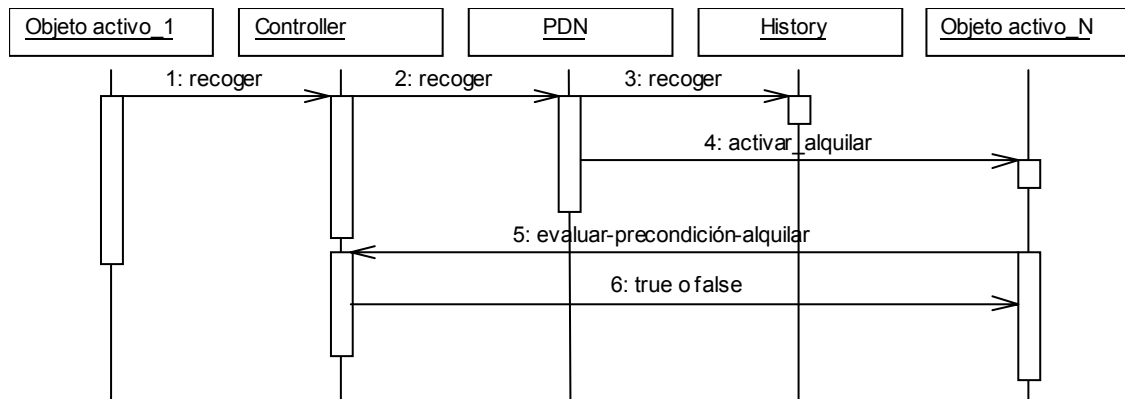 Objeto activo_1
Controller
PDN
History
Objeto activo_N
1: recoger
2: recoger
3: recoger
4: activar_alquilar
5: evaluar-precondición-alquilar
6: true o false